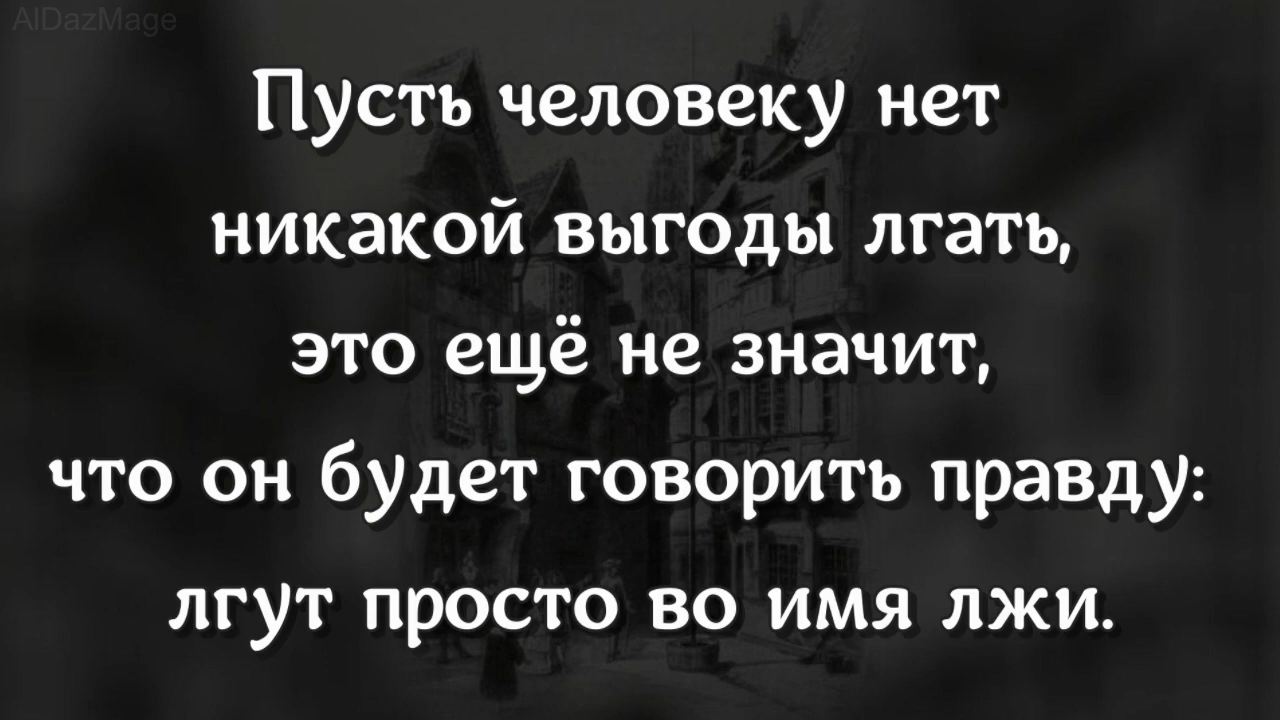 AlDazMage
Пусть человеку нет
никакой выгоды лгать,
это ещё не значит,
что он будет говорить правду:
лгут просто во имя лжи.